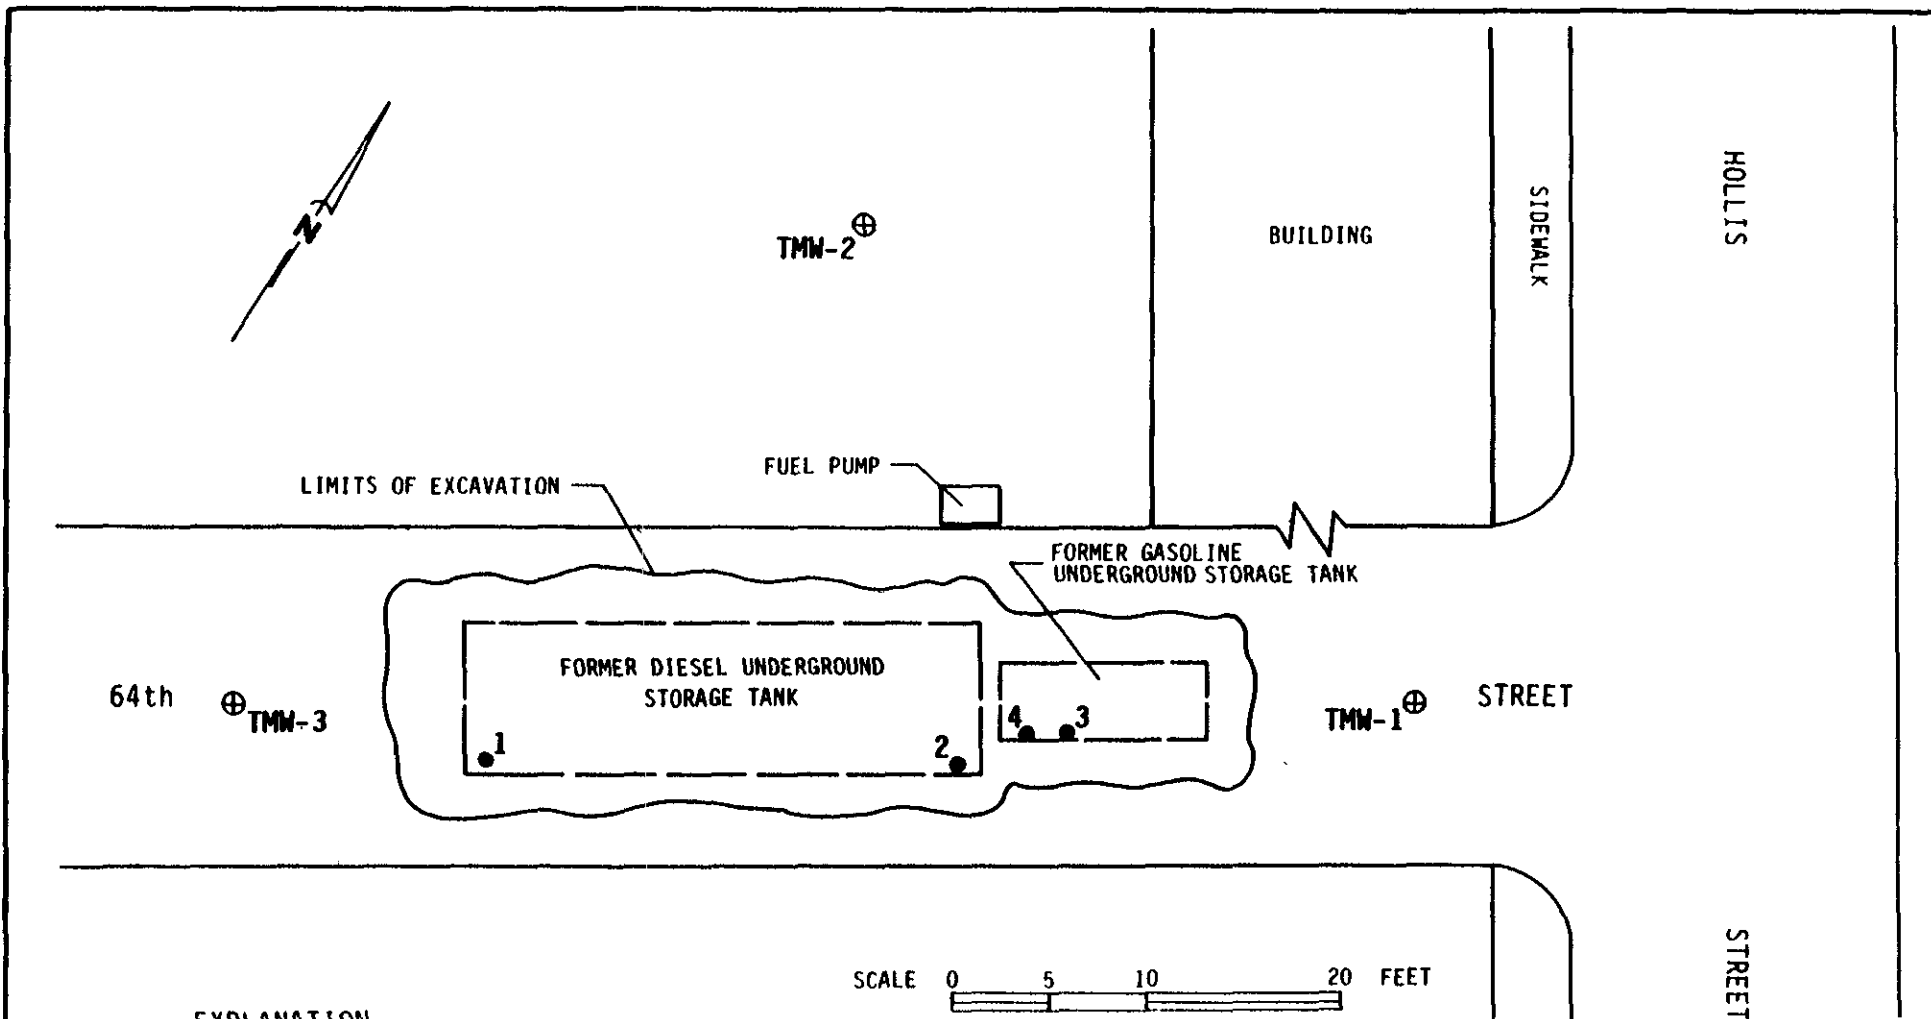 HOLLIS
SIDEWALK
BUILDING
N
TMW-2
FUEL PUMP
LIMITS OF EXCAVATION
FORMER GASOLINE
UNDERGROUND STORAGE TANK
FORMER DIESEL UNDERGROUND
STORAGE TANK
64th
TMW-3
1
2
4
3
TMW-1
STREET
SCALE 0 5 10 20 FEET
STREET
EXPLANATION